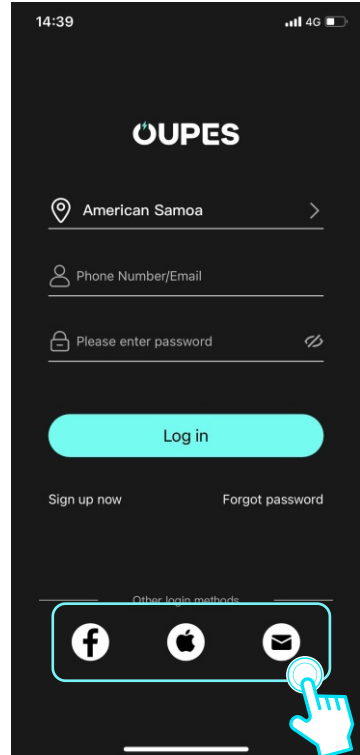 14:39 4G
OUPES
American Samoa
Phone Number/Email
Please enter password
Log in
Sign up now Forgot password
Other login methods